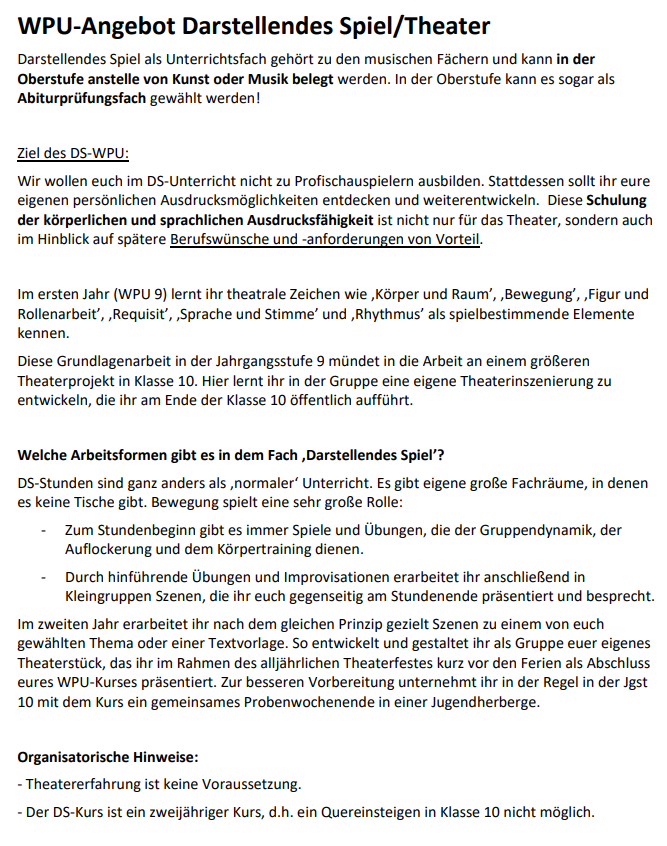 WPU-Angebot Darstellendes Spiel/Theater
Darstellendes Spiel als Unterrichtsfach gehört zu den musischen Fächern und kann in der
Oberstufe anstelle von Kunst oder Musik belegt werden. In der Oberstufe kann es sogar als
Abiturprüfungsfach gewählt werden!
Ziel des DS-WPU:
Wir wollen euch im DS-Unterricht nicht zu Profischauspielern ausbilden. Stattdessen sollt ihr eure
eigenen persönlichen Ausdrucksmöglichkeiten entdecken und weiterentwickeln.  Diese Schulung
der körperlichen und sprachlichen Ausdrucksfähigkeit ist nicht nur für das Theater, sondern auch
im Hinblick auf spätere Berufswünsche und -anforderungen von Vorteil.
Im ersten Jahr (WPU 9) lernt ihr theatrale Zeichen wie ‚Körper und Raum’, ‚Bewegung’, ‚Figur und
Rollenarbeit’, ‚Requisit’, ‚Sprache und Stimme’ und ‚Rhythmus’ als spielbestimmende Elemente
kennen.
Diese Grundlagenarbeit in der Jahrgangsstufe 9 mündet in die Arbeit an einem größeren
Theaterprojekt in Klasse 10. Hier lernt ihr in der Gruppe eine eigene Theaterinszenierung zu
entwickeln, die ihr am Ende der Klasse 10 öffentlich aufführt.
Welche Arbeitsformen gibt es in dem Fach ‚Darstellendes Spiel’?
DS-Stunden sind ganz anders als ‚normaler‘ Unterricht. Es gibt eigene große Fachräume, in denen
es keine Tische gibt. Bewegung spielt eine sehr große Rolle:
- Zum Stundenbeginn gibt es immer Spiele und Übungen, die der Gruppendynamik, der
Auflockerung und dem Körpertraining dienen.
- Durch hinführende Übungen und Improvisationen erarbeitet ihr anschließend in
Kleingruppen Szenen, die ihr euch gegenseitig am Stundenende präsentiert und besprecht.
Im zweiten Jahr erarbeitet ihr nach dem gleichen Prinzip gezielt Szenen zu einem von euch
gewählten Thema oder einer Textvorlage. So entwickelt und gestaltet ihr als Gruppe euer eigenes
Theaterstück, das ihr im Rahmen des alljährlichen Theaterfestes kurz vor den Ferien als Abschluss
eures WPU-Kurses präsentiert. Zur besseren Vorbereitung unternehmt ihr in der Regel in der Jgst
10 mit dem Kurs ein gemeinsames Probenwochenende in einer Jugendherberge.
Organisatorische Hinweise:
- Theatererfahrung ist keine Voraussetzung.
- Der DS-Kurs ist ein zweijähriger Kurs, d.h. ein Quereinsteigen in Klasse 10 nicht möglich.